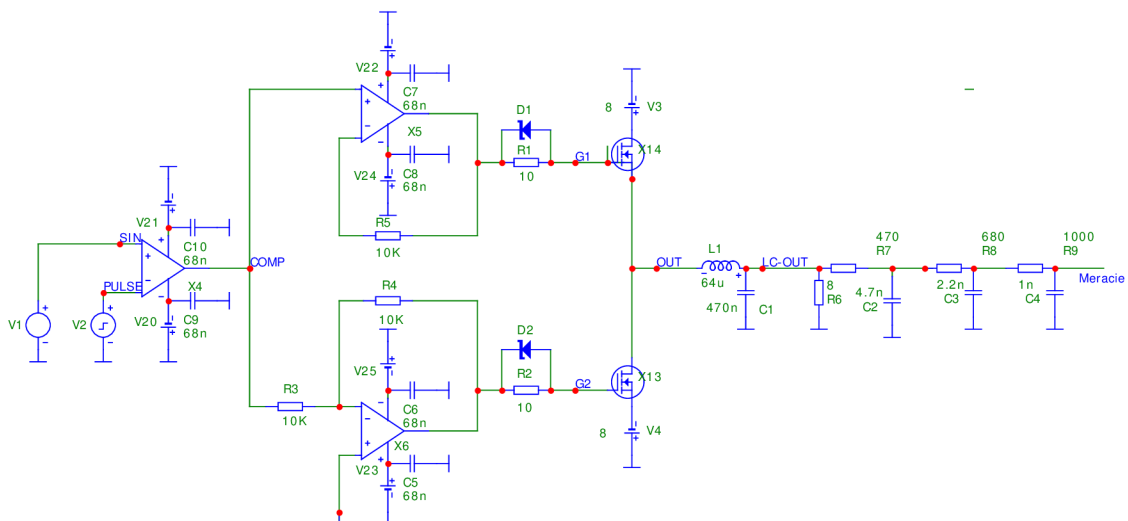 V22
C7
68n
X5
C8
68n
V24
R5
10K
D1
R1
10
G1
8
V3
X14
V21
SIN
C10
68n
COMP
PULSE
X4
V1
V2
V20
C9
68n
R4
10K
R3
10K
V25
C6
68n
X6
V23
C5
68n
D2
R2
10
G2
X13
8
V4
OUT
L1
64u
LC-OUT
470n
C1
8
R6
470
R7
4.7n
C2
680
R8
2.2n
C3
1000
R9
1n
C4
Meracie